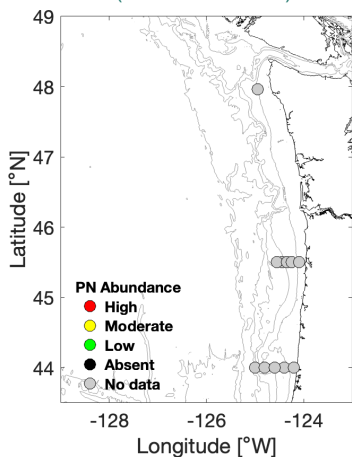 49
48
47
46
45
44
Latitude [°N]
PN Abundance
High
Moderate
Low
Absent
No data
-128
-126
-124
Longitude [°W]